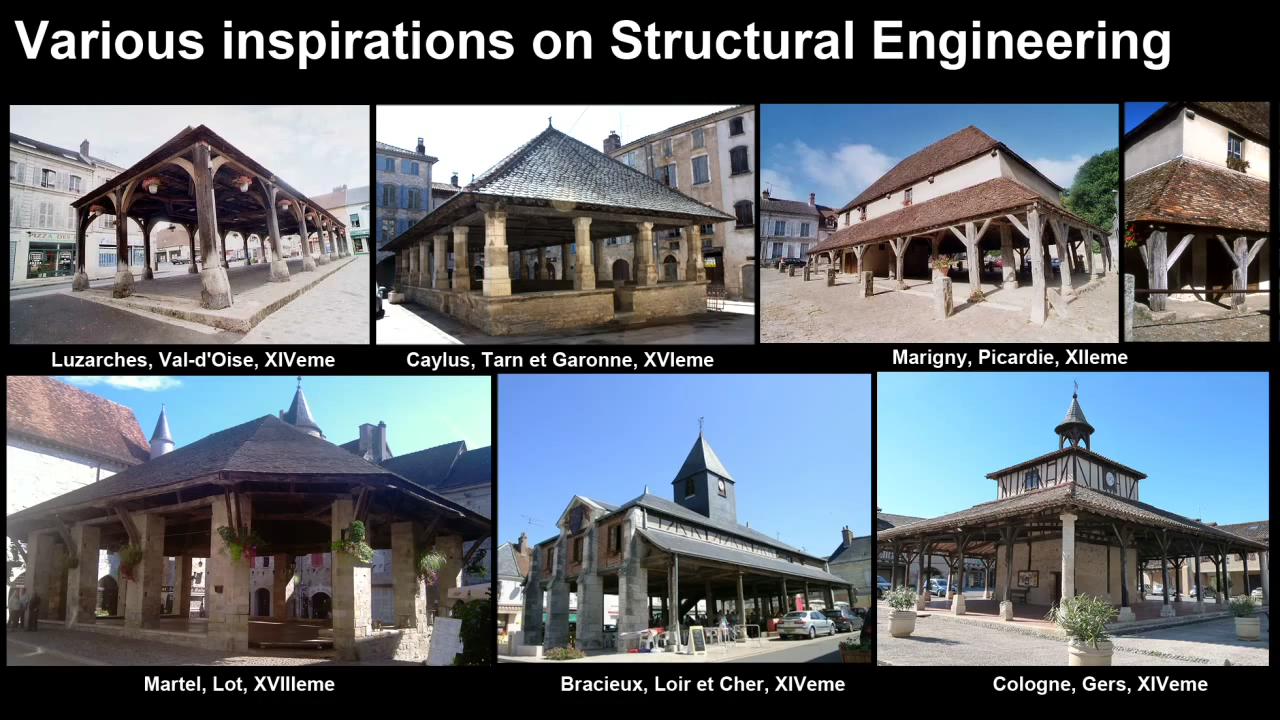 Various inspirations on Structural Engineering
Luzarches, Val-d'Oise, XIVeme
Caylus, Tarn et Garonne, XVIeme
Marigny, Picardie, XIIeme
Martel, Lot, XVIIIeme
Bracieux, Loir et Cher, XIVeme
Cologne, Gers, XIVeme